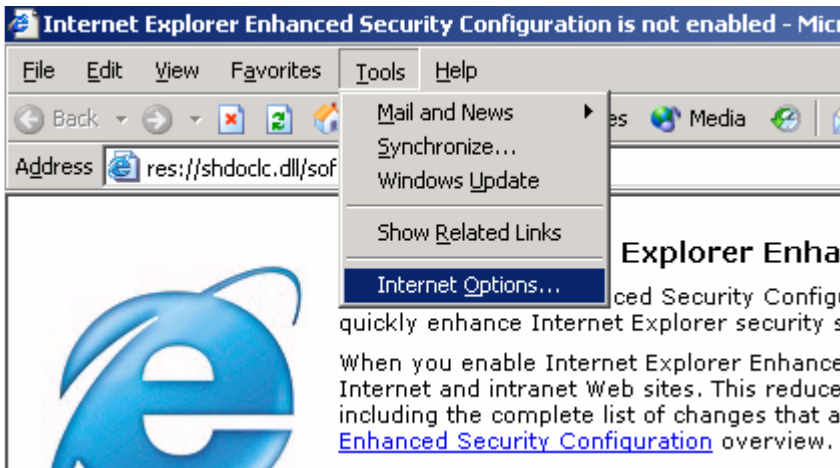 Internet Explorer Enhanced Security Configuration is not enabled - Micr
File Edit View Favorites Tools Help
Back es Media
Address res://shdoclc.dll/sof
Mail and News
Synchronize...
Windows Update
Show Related Links
Internet Options...
Explorer Enha
ced Security Config
quickly enhance Internet Explorer security s
When you enable Internet Explorer Enhance
Internet and intranet Web sites. This reduce
including the complete list of changes that a
Enhanced Security Configuration overview.